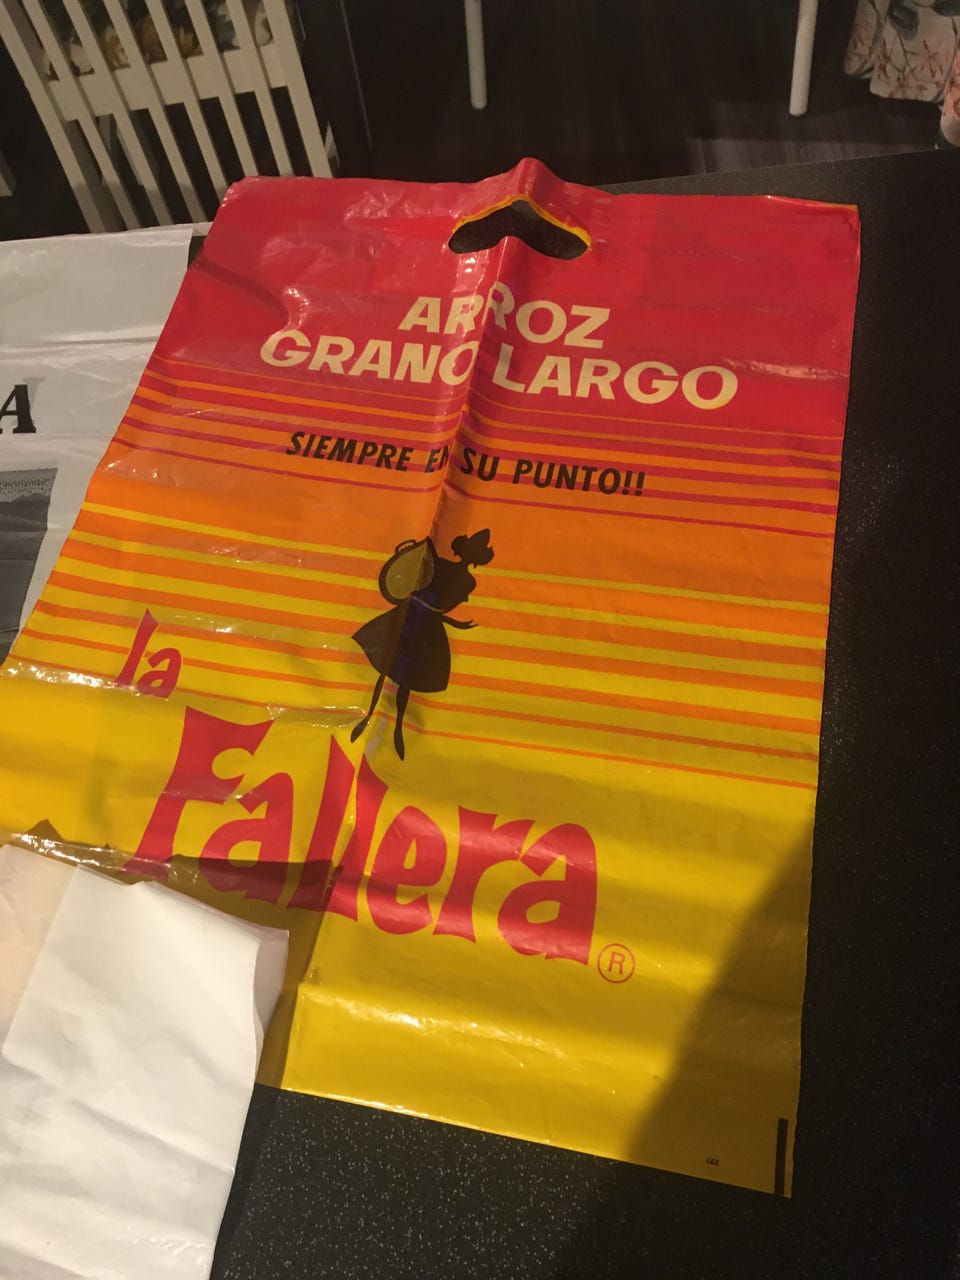 ARROZ
GRANO LARGO
SIEMPRE EN SU PUNTO!!
la
Fallera
®
A